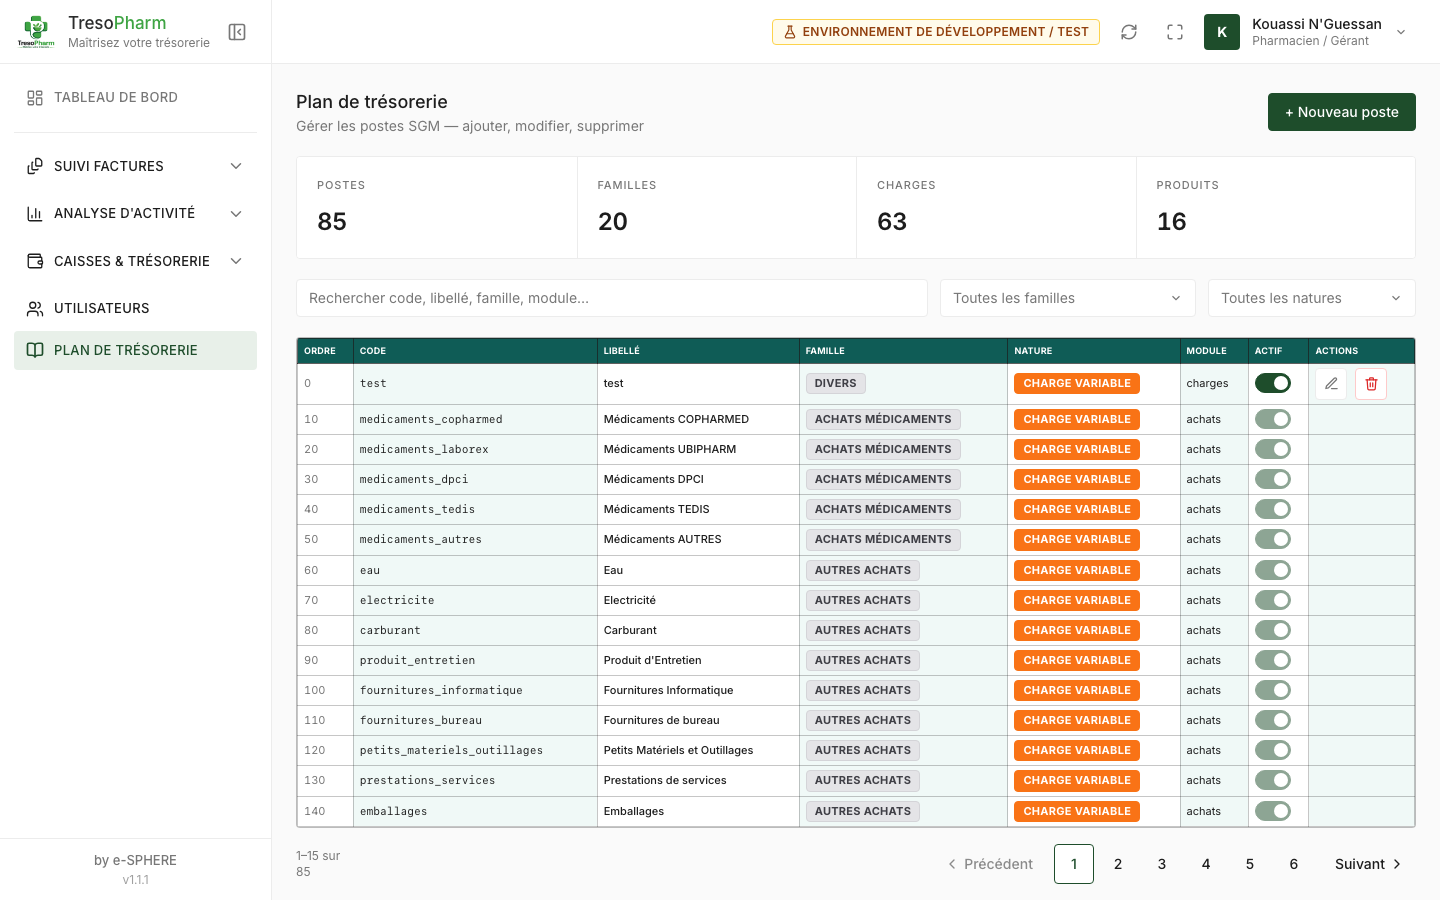 TresoPharm
TresoPharm
Maîtrisez votre trésorerie
ENVIRONNEMENT DE DÉVELOPPEMENT / TEST
K
Kouassi N'Guessan
Pharmacien / Gérant
TABLEAU DE BORD
SUIVI FACTURES
ANALYSE D'ACTIVITÉ
CAISSES & TRÉSORERIE
UTILISATEURS
PLAN DE TRÉSORERIE
by e-SPHERE
v1.1.1
Plan de trésorerie
Gérer les postes SGM — ajouter, modifier, supprimer
+ Nouveau poste
POSTES FAMILLES CHARGES PRODUITS
85 20 63 16
Rechercher code, libellé, famille, module... Toutes les familles Toutes les natures
ORDRE CODE LIBELLÉ FAMILLE NATURE MODULE ACTIF ACTIONS
0 test test DIVERS CHARGE VARIABLE charges
10 medicaments_copharmed Médicaments COPHARMED ACHATS MÉDICAMENTS CHARGE VARIABLE achats
20 medicaments_laborex Médicaments UBIPHARM ACHATS MÉDICAMENTS CHARGE VARIABLE achats
30 medicaments_dpci Médicaments DPCI ACHATS MÉDICAMENTS CHARGE VARIABLE achats
40 medicaments_tedis Médicaments TEDIS ACHATS MÉDICAMENTS CHARGE VARIABLE achats
50 medicaments_autres Médicaments AUTRES ACHATS MÉDICAMENTS CHARGE VARIABLE achats
60 eau Eau AUTRES ACHATS CHARGE VARIABLE achats
70 electricite Electricité AUTRES ACHATS CHARGE VARIABLE achats
80 carburant Carburant AUTRES ACHATS CHARGE VARIABLE achats
90 produit_entretien Produit d'Entretien AUTRES ACHATS CHARGE VARIABLE achats
100 fournitures_informatique Fournitures Informatique AUTRES ACHATS CHARGE VARIABLE achats
110 fournitures_bureau Fournitures de bureau AUTRES ACHATS CHARGE VARIABLE achats
120 petits_materiels_outillages Petits Matériels et Outillages AUTRES ACHATS CHARGE VARIABLE achats
130 prestations_services Prestations de services AUTRES ACHATS CHARGE VARIABLE achats
140 emballages Emballages AUTRES ACHATS CHARGE VARIABLE achats
1–15 sur
85
Précédent 1 2 3 4 5 6 Suivant